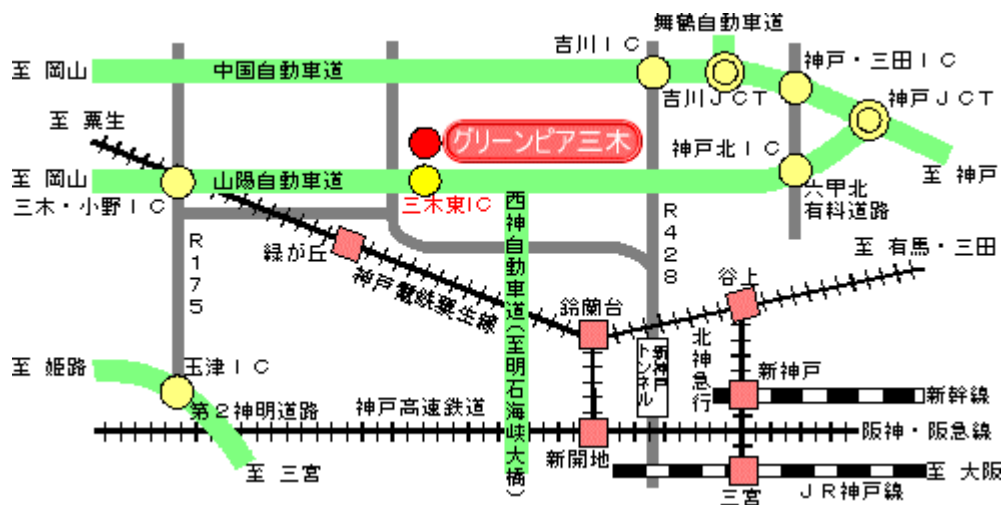 舞鶴自動車道
吉川IC
神戸・三田IC
至 岡山
中国自動車道
吉川JCT
神戸JCT
至 粟生
グリーンピア三木
神戸北IC
至 神戸
至 岡山
山陽自動車道
三木・小野IC
三木東IC
六甲北
有料道路
西神自動車道(至明石海峡大橋)
R175
R428
緑が丘
神戸電鉄粟生線
至 有馬・三田
谷上
鈴蘭台
北神急行
新神戸
トンネル
至 姫路
玉津IC
新神戸
新幹線
第2神明道路
神戸高速鉄道
阪神・阪急線
新開地
至 三宮
三宮
至 大阪
JR神戸線